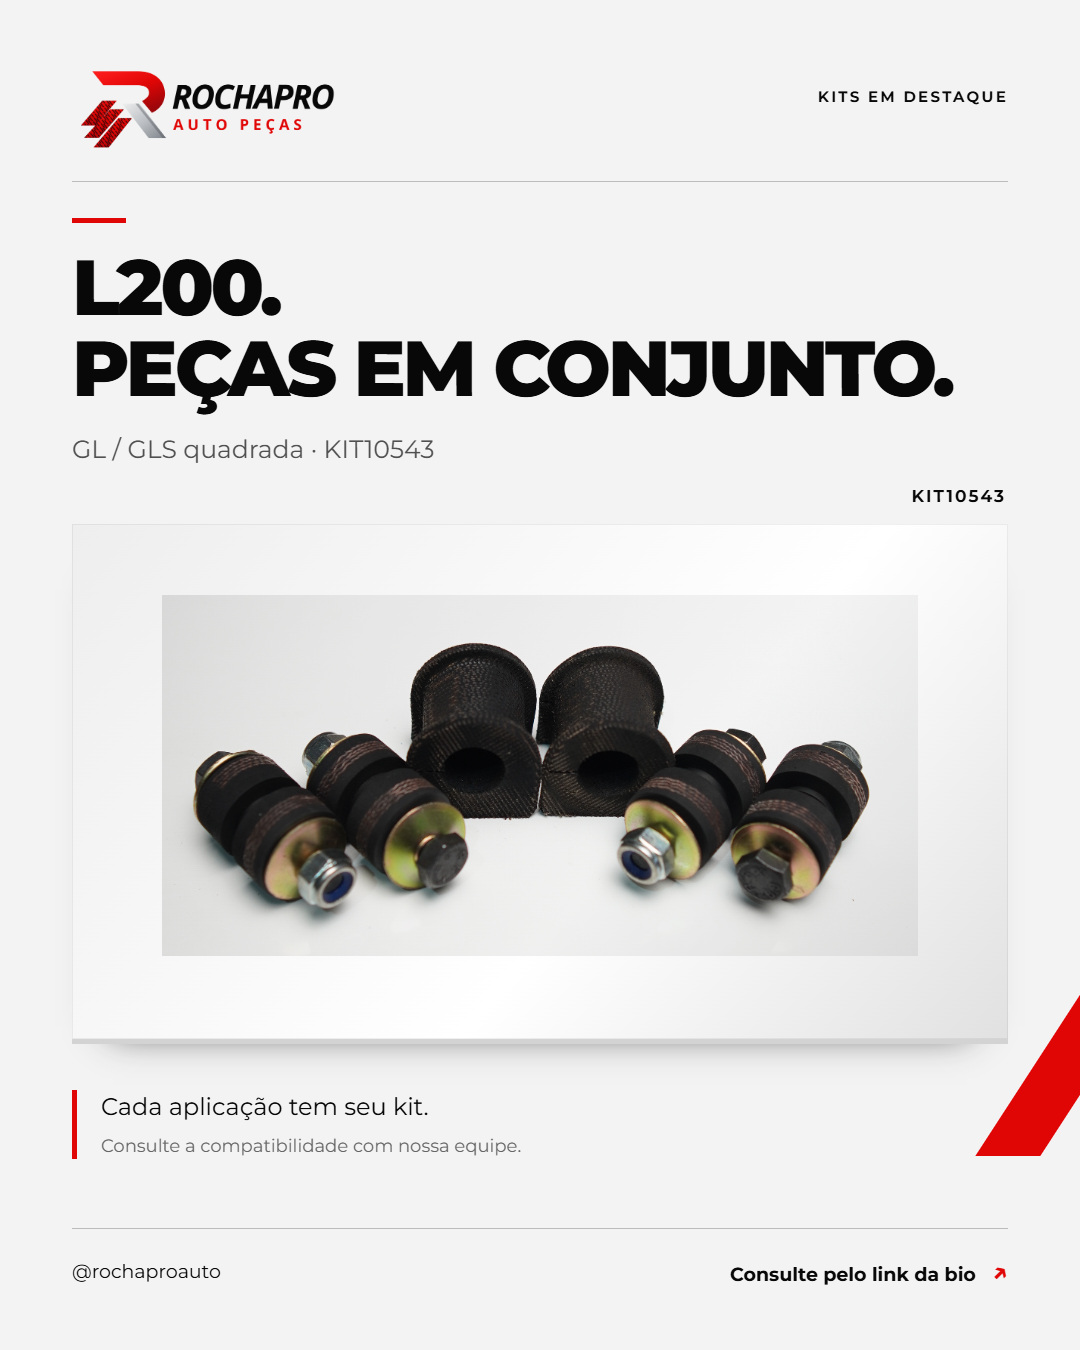 ROCHAPRO
AUTO PEÇAS
KITS EM DESTAQUE
L200.
PEÇAS EM CONJUNTO.
GL / GLS quadrada · KIT10543
KIT10543
Cada aplicação tem seu kit.
Consulte a compatibilidade com nossa equipe.
@rochaproauto
Consulte pelo link da bio